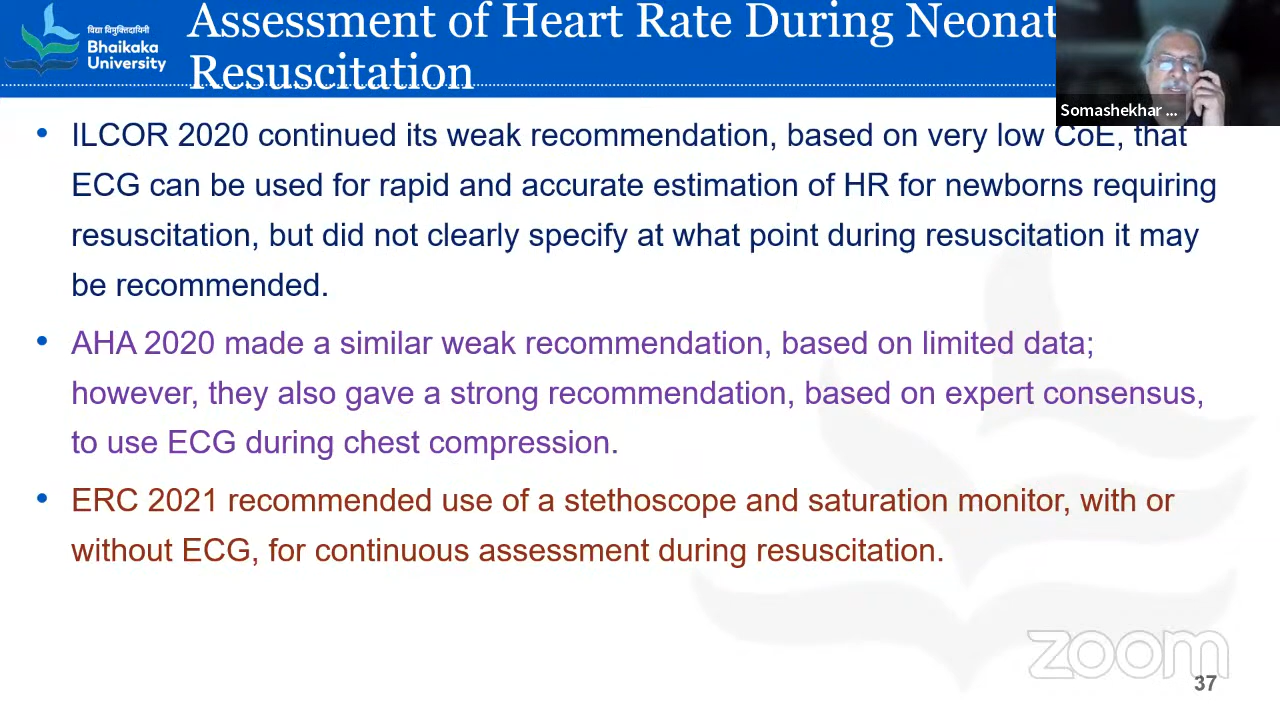 Assessment of Heart Rate During Neonat
Resuscitation
विद्या विमुक्तिदायिनी
Bhaikaka
University
Somashekhar ...
• ILCOR 2020 continued its weak recommendation, based on very low CoE, that
ECG can be used for rapid and accurate estimation of HR for newborns requiring
resuscitation, but did not clearly specify at what point during resuscitation it may
be recommended.
• AHA 2020 made a similar weak recommendation, based on limited data;
however, they also gave a strong recommendation, based on expert consensus,
to use ECG during chest compression.
• ERC 2021 recommended use of a stethoscope and saturation monitor, with or
without ECG, for continuous assessment during resuscitation.
zoom
37